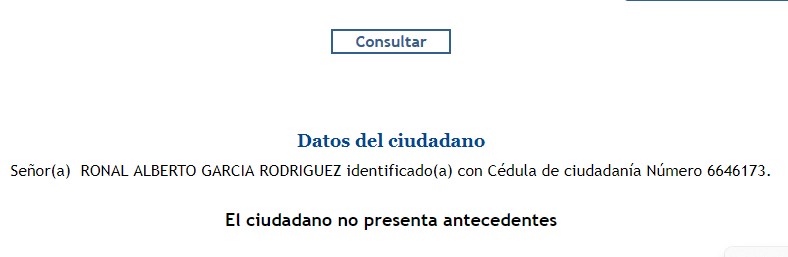 Consultar
Datos del ciudadano
Señor(a)  RONAL ALBERTO GARCIA RODRIGUEZ identificado(a) con Cédula de ciudadanía Número 6646173.
El ciudadano no presenta antecedentes